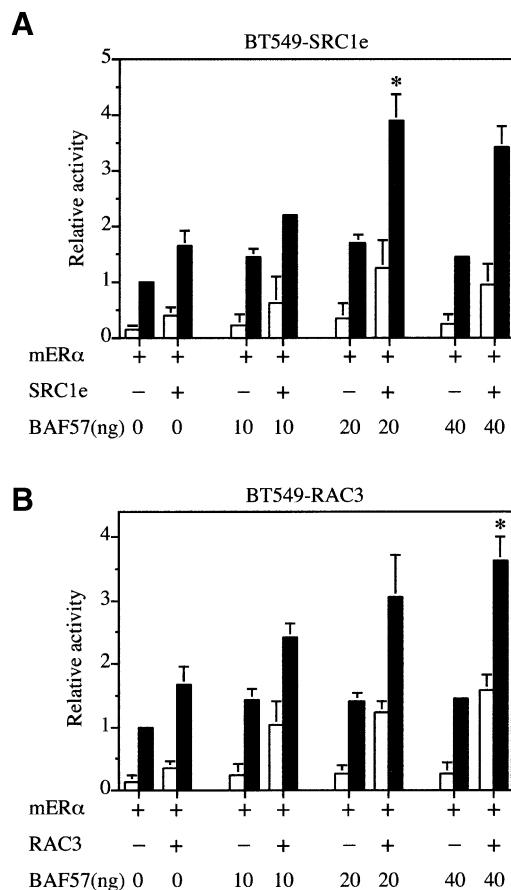 A
BT549-SRC1e
Relative activity
5
4
3
2
1
0
*
mERα + + + + + + + +
SRC1e − + − + − + − +
BAF57(ng) 0 0 10 10 20 20 40 40
B
BT549-RAC3
Relative activity
4
3
2
1
0
*
mERα + + + + + + + +
RAC3 − + − + − + − +
BAF57(ng) 0 0 10 10 20 20 40 40